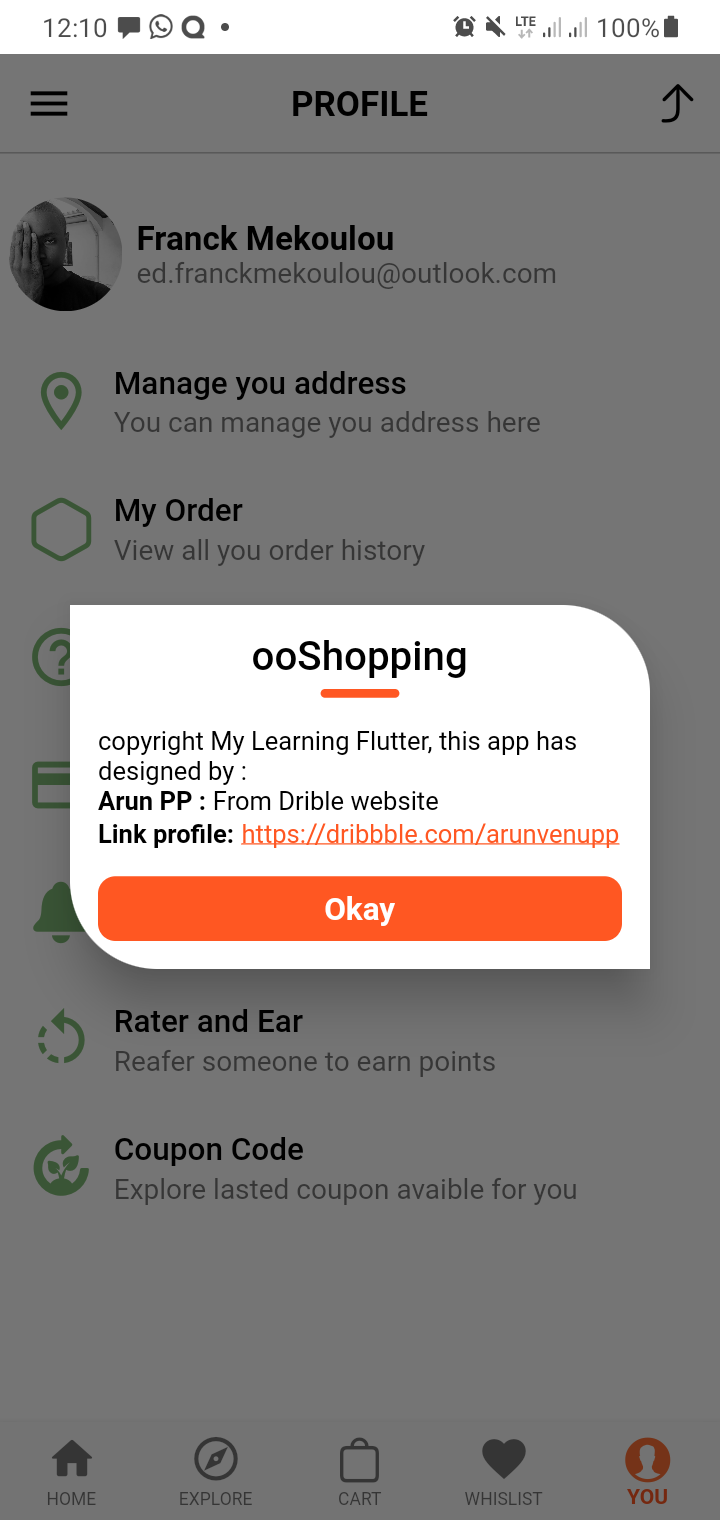 12:10
LTE
100%
PROFILE
Franck Mekoulou
ed.franckmekoulou@outlook.com
Manage you address
You can manage you address here
My Order
View all you order history
ooShopping
copyright My Learning Flutter, this app has
designed by :
Arun PP : From Drible website
Link profile: https://dribbble.com/arunvenupp
Okay
Rater and Ear
Reafer someone to earn points
Coupon Code
Explore lasted coupon avaible for you
HOME
EXPLORE
CART
WHISLIST
YOU